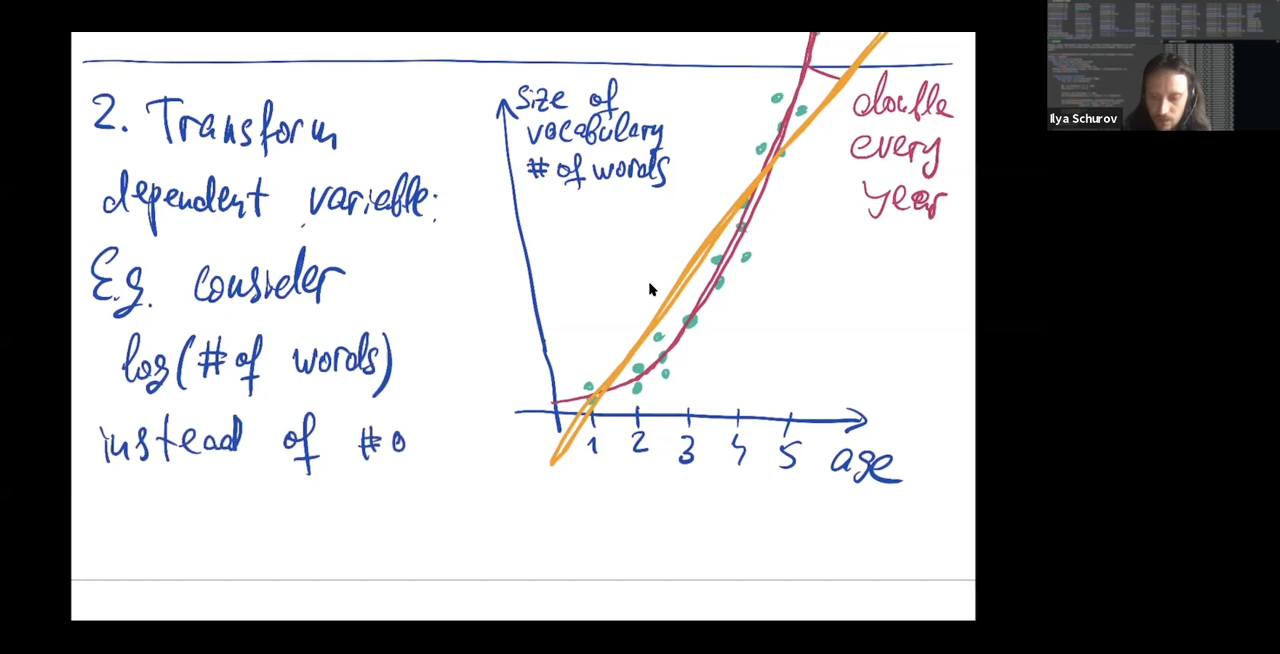 2. Transform
dependent variable:
E.g. consider
log(# of words)
instead of # o
size of
vocabulary
# of words
1 2 3 4 5
age
double
every
year
Ilya Schurov